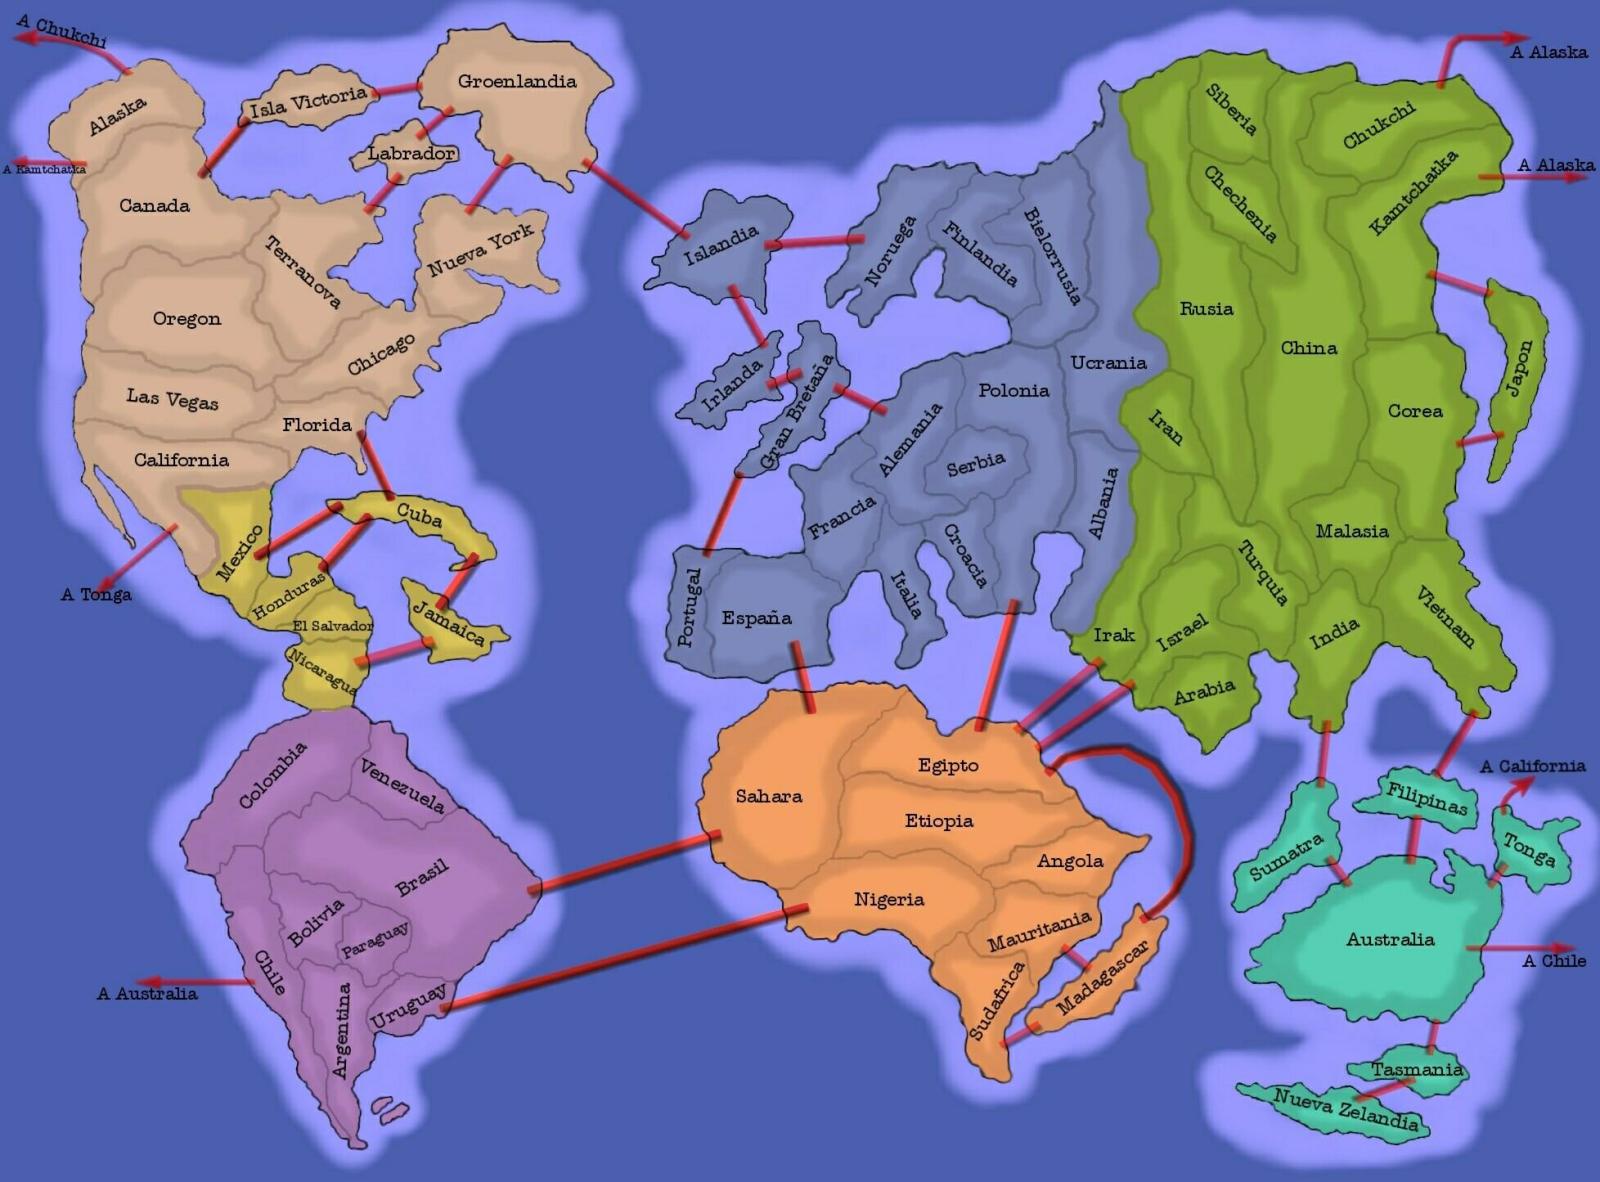 A Chukchi
Alaska
Isla Victoria
Groenlandia
Labrador
A Kamtchatka
Canada
Terranova
Nueva York
Oregon
Chicago
Las Vegas
Florida
California
A Tonga
Mexico
Cuba
Honduras
El Salvador
Jamaica
Nicaragua
Colombia
Venezuela
Brasil
Bolivia
Paraguay
Chile
A Australia
Argentina
Uruguay
Islandia
Noruega
Finlandia
Bielorrusia
Irlanda
Gran Bretaña
Ucrania
Polonia
Alemania
Serbia
Francia
Croacia
Albania
Italia
Portugal
España
Sahara
Egipto
Etiopia
Angola
Nigeria
Mauritania
Sudafrica
Madagascar
Siberia
Chukchi
A Alaska
Chechenia
Kamtchatka
A Alaska
Rusia
China
Japon
Iran
Corea
Malasia
Turquia
Irak
Israel
India
Vietnam
Arabia
A California
Filipinas
Sumatra
Tonga
Australia
A Chile
Tasmania
Nueva Zelandia